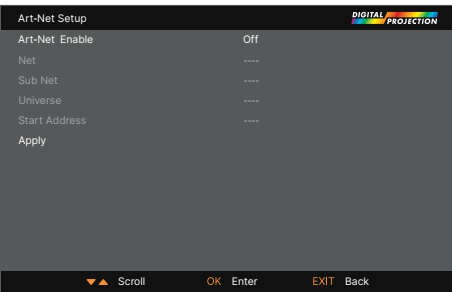 Art-Net Setup
DIGITAL PROJECTION
Art-Net Enable Off
Net ----
Sub Net ----
Universe ----
Start Address ----
Apply
Scroll OK Enter EXIT Back